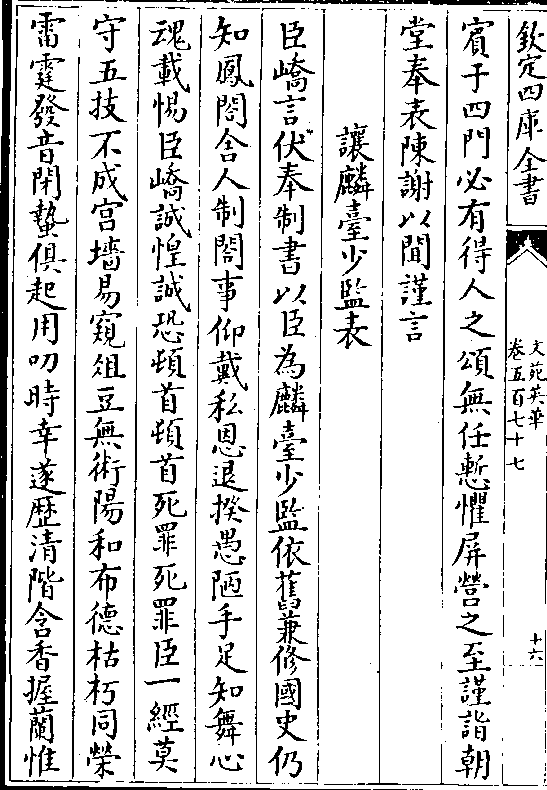 欽定四庫全書
文苑英華
卷五百七十七
十六
賓于四門必有得人之頌無任慙懼屏營之至謹詣朝
堂奉表陳謝以聞謹言
讓麟臺少監表
臣嶠言伏奉制書以臣為麟臺少監依舊兼修國史仍
知鳳閣舍人制閣事仰戴私恩退揆愚陋手足知舞心
魂載惕臣嶠誠惶誠恐頓首頓首死罪死罪臣一經莫
守五技不成宫墻易窺俎豆無術陽和布德枯朽同榮
雷霆發音閉蟄俱起用叨時幸遂歴清階含香握蘭惟